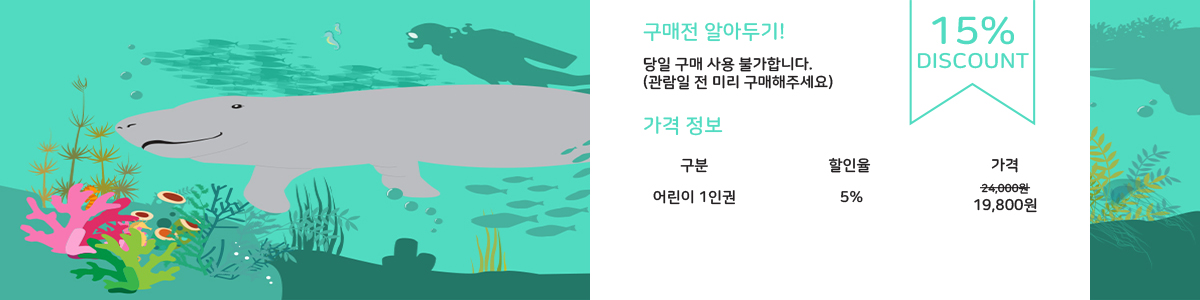 구매전 알아두기!
당일 구매 사용 불가합니다.
(관람일 전 미리 구매해주세요)
15%
DISCOUNT
가격 정보
구분 할인율 가격
24,000원
어린이 1인권 5% 19,800원